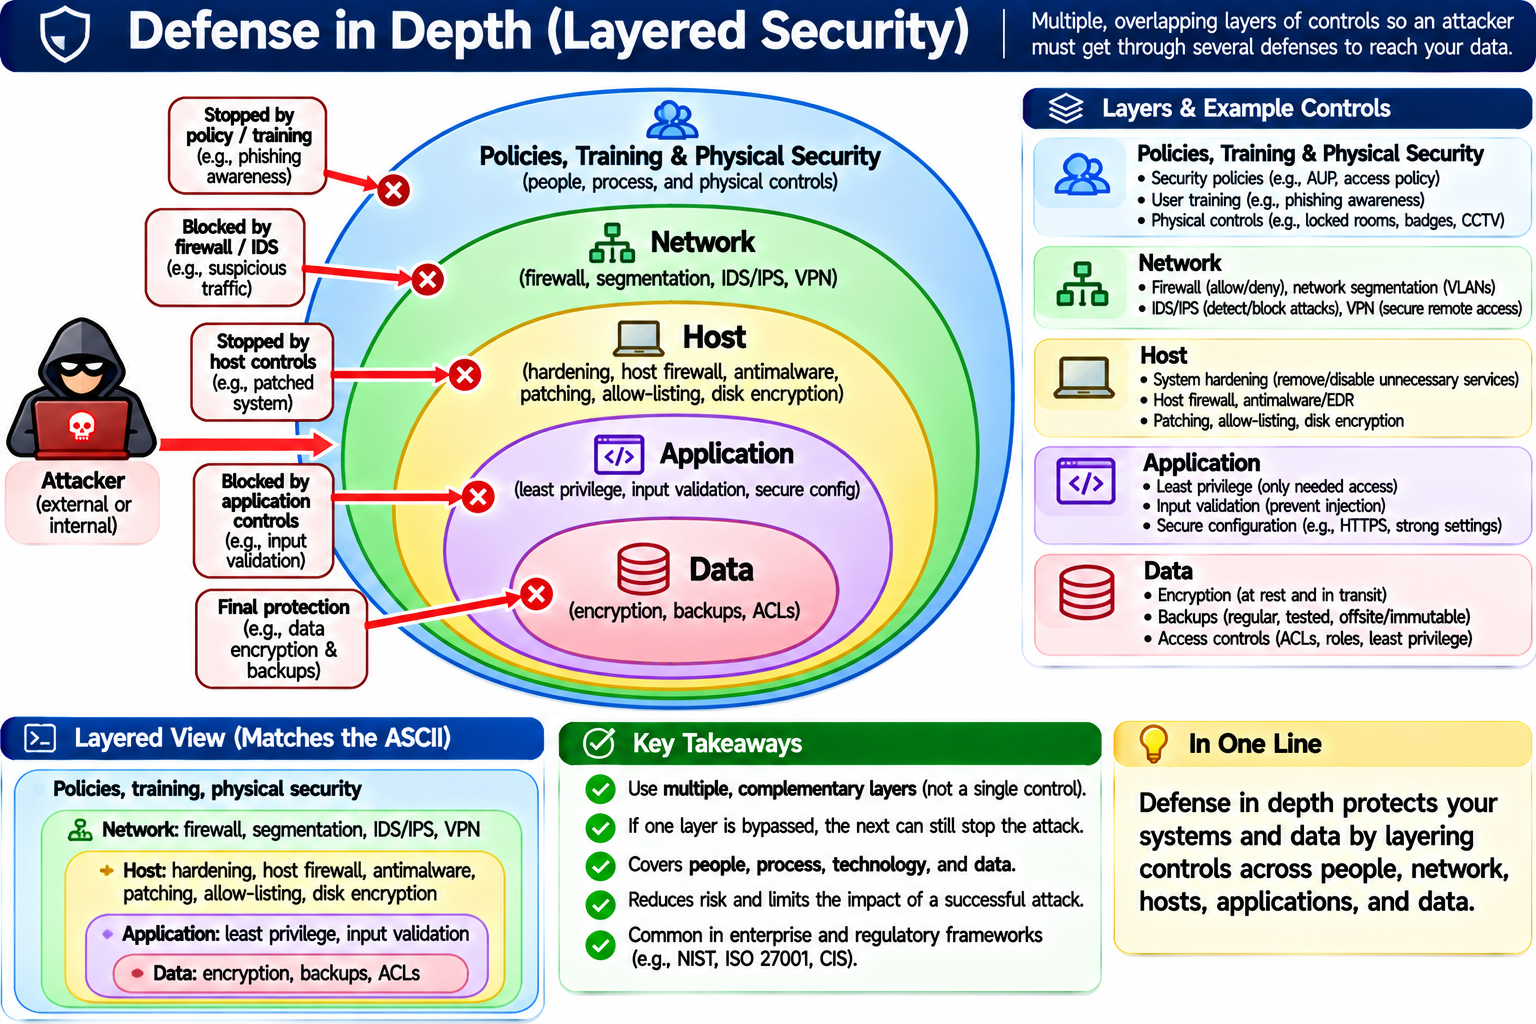 Defense in Depth (Layered Security)
Multiple, overlapping layers of controls so an attacker
must get through several defenses to reach your data.
Stopped by
policy / training
(e.g., phishing
awareness)
Blocked by
firewall / IDS
(e.g., suspicious
traffic)
Stopped by
host controls
(e.g., patched
system)
Attacker
(external or
internal)
Blocked by
application
controls
(e.g., input
validation)
Final protection
(e.g., data
encryption &
backups)
Policies, Training & Physical Security
(people, process, and physical controls)
Network
(firewall, segmentation, IDS/IPS, VPN)
Host
(hardening, host firewall, antimalware,
patching, allow-listing, disk encryption)
Application
(least privilege, input validation, secure config)
Data
(encryption, backups, ACLs)
Layers & Example Controls
Policies, Training & Physical Security
• Security policies (e.g., AUP, access policy)
• User training (e.g., phishing awareness)
• Physical controls (e.g., locked rooms, badges, CCTV)
Network
• Firewall (allow/deny), network segmentation (VLANs)
• IDS/IPS (detect/block attacks), VPN (secure remote access)
Host
• System hardening (remove/disable unnecessary services)
• Host firewall, antimalware/EDR
• Patching, allow-listing, disk encryption
Application
• Least privilege (only needed access)
• Input validation (prevent injection)
• Secure configuration (e.g., HTTPS, strong settings)
Data
• Encryption (at rest and in transit)
• Backups (regular, tested, offsite/immutable)
• Access controls (ACLs, roles, least privilege)
Layered View (Matches the ASCII)
Policies, training, physical security
Network: firewall, segmentation, IDS/IPS, VPN
Host: hardening, host firewall, antimalware,
patching, allow-listing, disk encryption
Application: least privilege, input validation
Data: encryption, backups, ACLs
Key Takeaways
Use multiple, complementary layers (not a single control).
If one layer is bypassed, the next can still stop the attack.
Covers people, process, technology, and data.
Reduces risk and limits the impact of a successful attack.
Common in enterprise and regulatory frameworks
(e.g., NIST, ISO 27001, CIS).
In One Line
Defense in depth protects your
systems and data by layering
controls across people, network,
hosts, applications, and data.